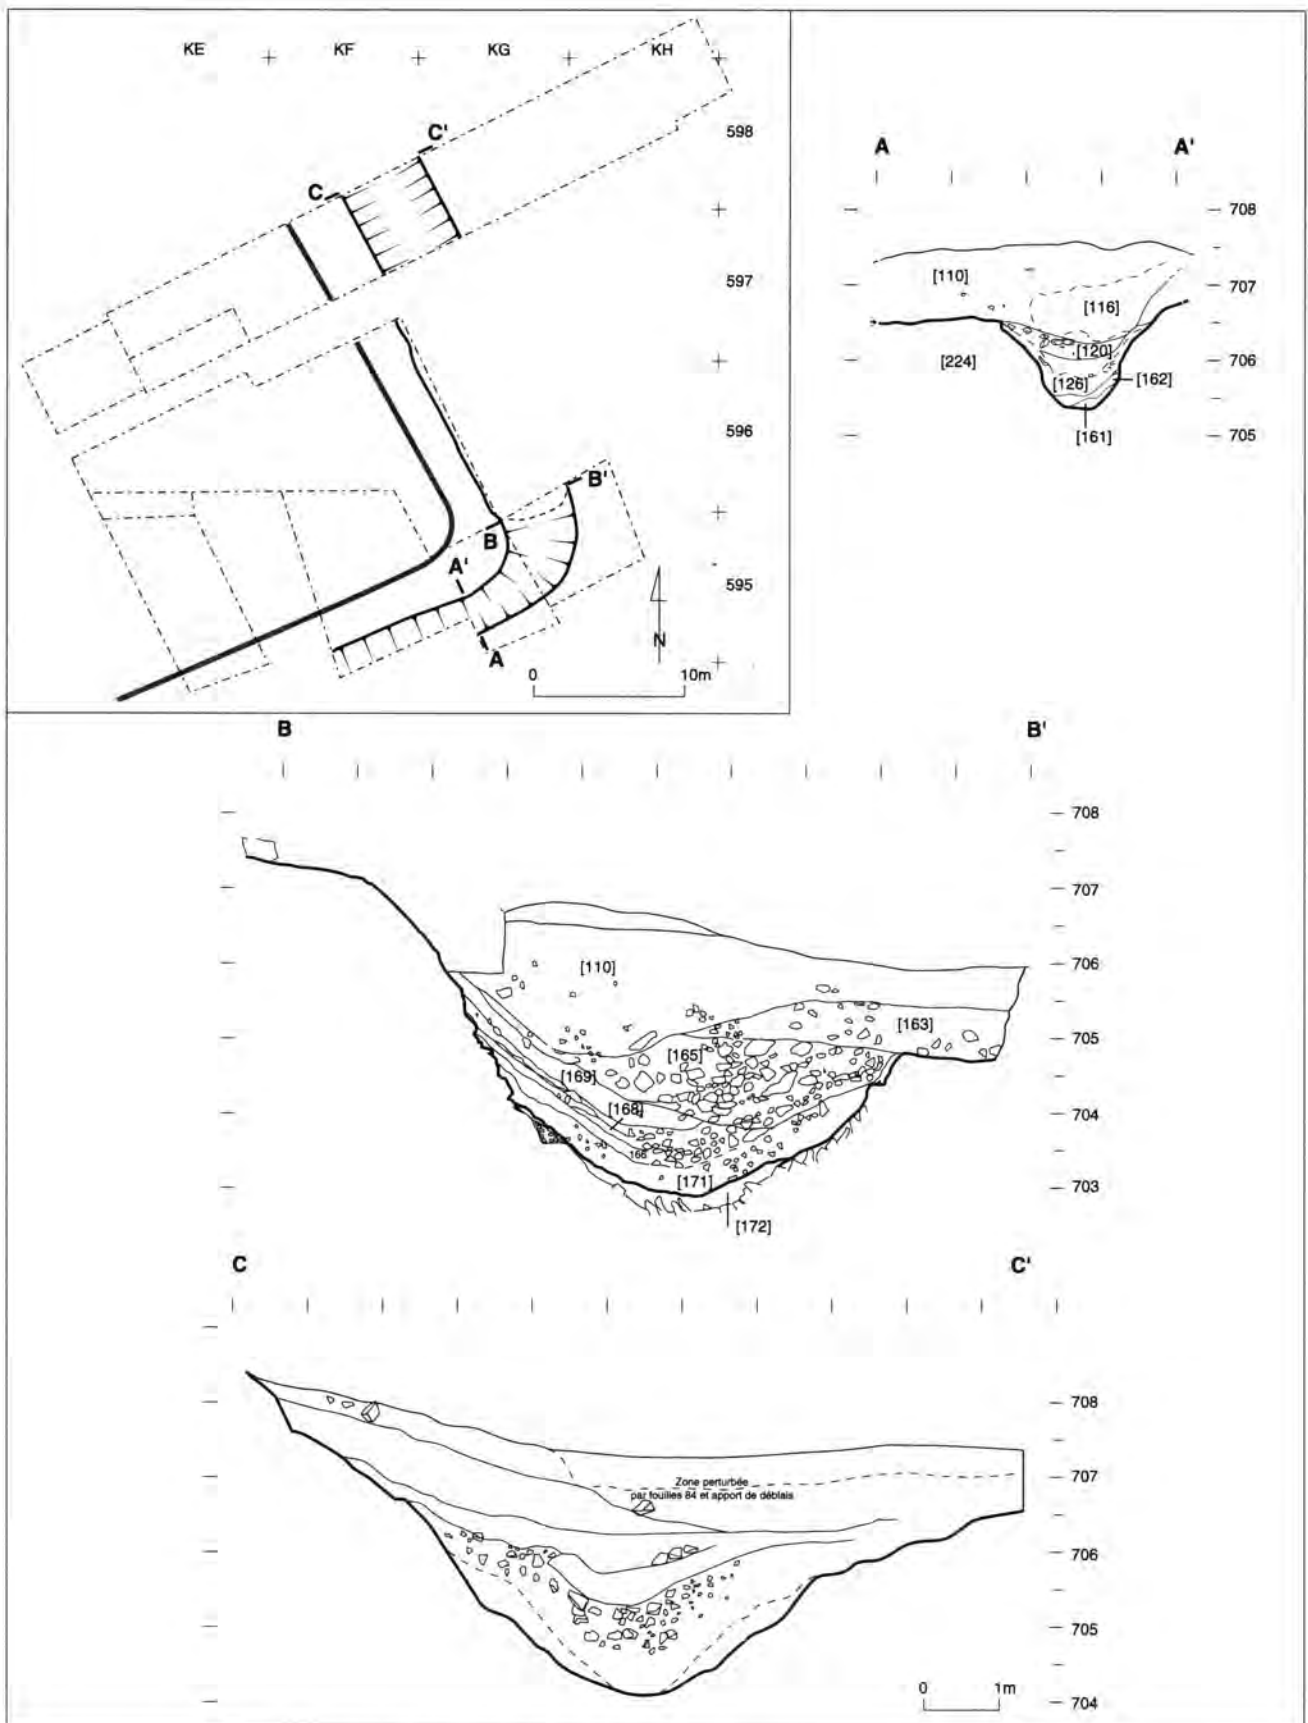 KE KF KG KH
C'
598
C
597
596
B'
B
A'
595
N
A
0 10m
A A'
708
[110]
707
[116]
[120]
[224] 706
[126] [162]
[161] 705
B B'
708
707
[110] 706
[163]
[165] 705
[169]
[168] 704
166
[171] 703
[172]
C C'
708
Zone perturbée 707
par fouilles 84 et apport de déblais
706
705
0 1m
704